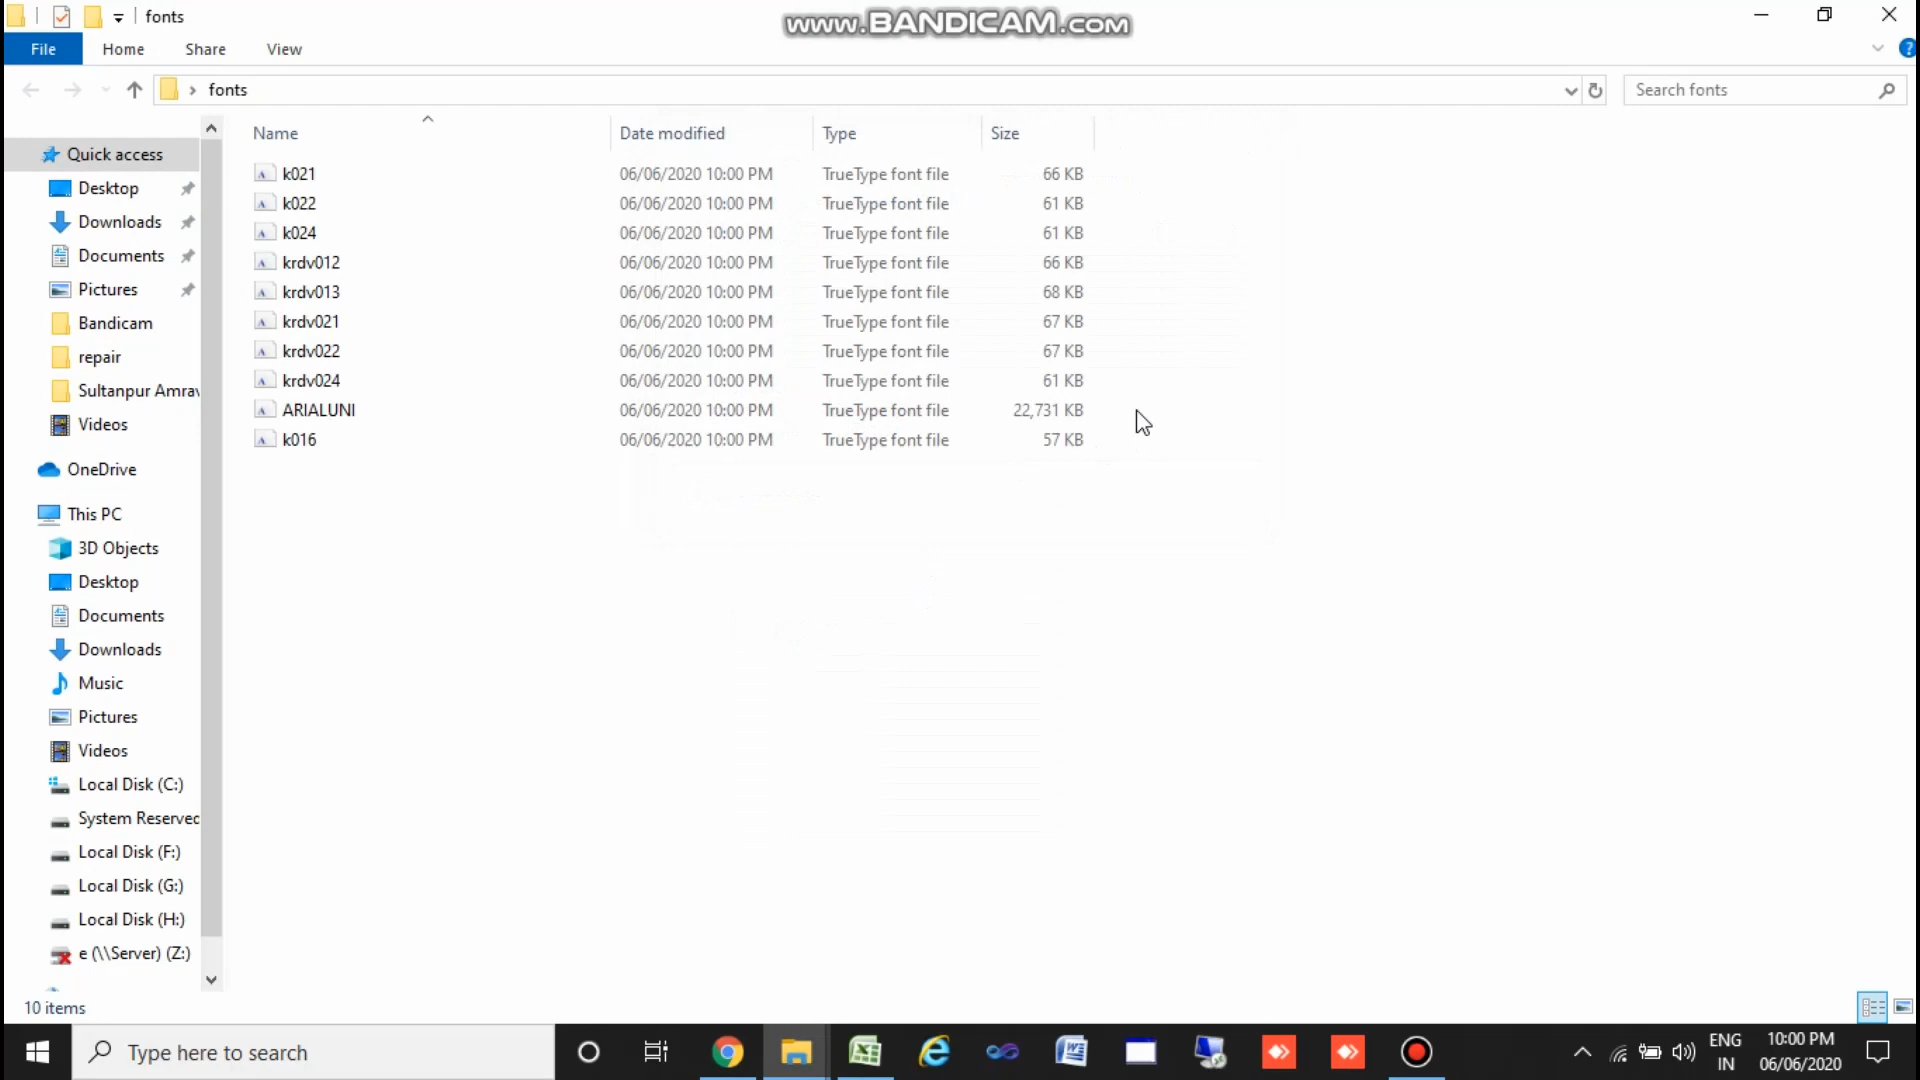 fonts
www.BANDICAM.com
File Home Share View
fonts
Search fonts
Name Date modified Type Size
k021 06/06/2020 10:00 PM TrueType font file 66 KB
k022 06/06/2020 10:00 PM TrueType font file 61 KB
k024 06/06/2020 10:00 PM TrueType font file 61 KB
krdv012 06/06/2020 10:00 PM TrueType font file 66 KB
krdv013 06/06/2020 10:00 PM TrueType font file 68 KB
krdv021 06/06/2020 10:00 PM TrueType font file 67 KB
krdv022 06/06/2020 10:00 PM TrueType font file 67 KB
krdv024 06/06/2020 10:00 PM TrueType font file 61 KB
ARIALUNI 06/06/2020 10:00 PM TrueType font file 22,731 KB
k016 06/06/2020 10:00 PM TrueType font file 57 KB
Quick access
Desktop
Downloads
Documents
Pictures
Bandicam
repair
Sultanpur Amrav
Videos
OneDrive
This PC
3D Objects
Desktop
Documents
Downloads
Music
Pictures
Videos
Local Disk (C:)
System Reserved
Local Disk (F:)
Local Disk (G:)
Local Disk (H:)
e (\\Server) (Z:)
10 items
Type here to search
ENG
IN
10:00 PM
06/06/2020